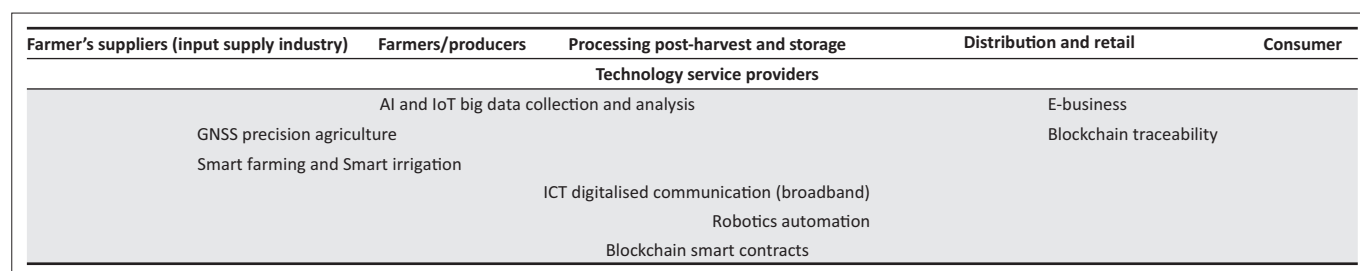 Farmer's suppliers (input supply industry) Farmers/producers Processing post-harvest and storage Distribution and retail Consumer
Technology service providers
AI and IoT big data collection and analysis E-business
GNSS precision agriculture Blockchain traceability
Smart farming and Smart irrigation
ICT digitalised communication (broadband)
Robotics automation
Blockchain smart contracts